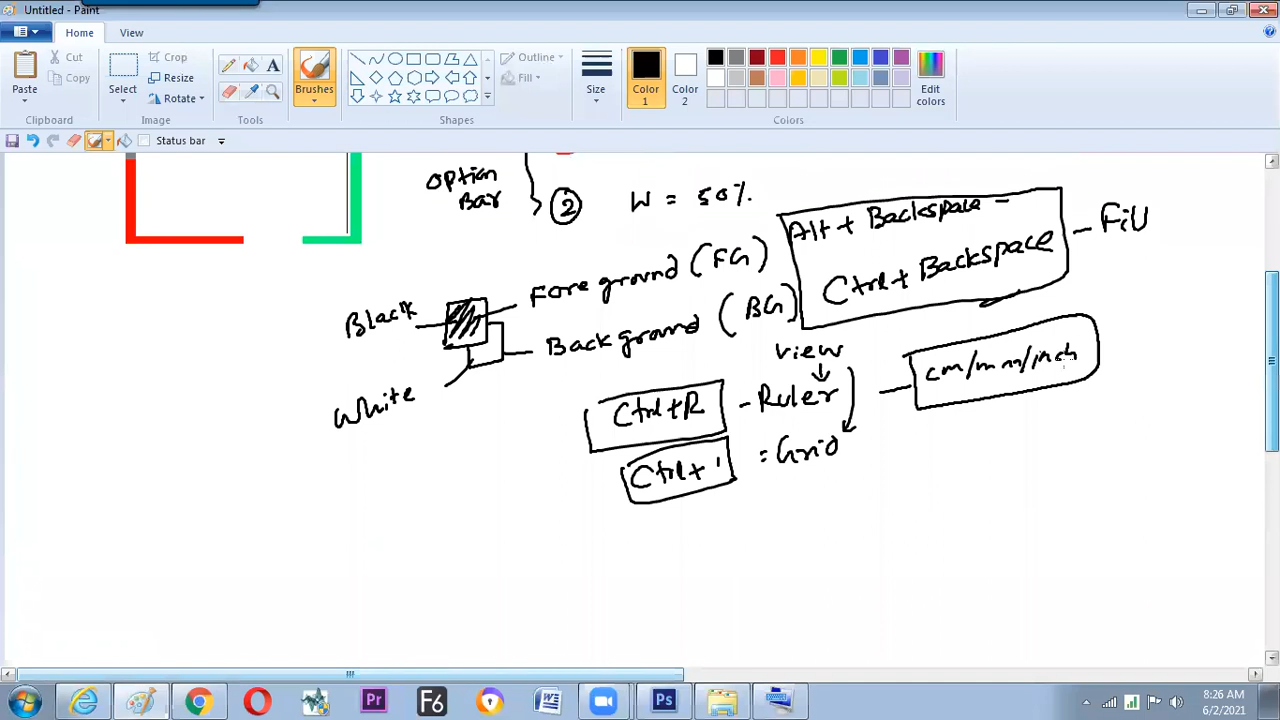 Untitled - Paint
Home
View
Paste
Cut
Copy
Clipboard
Select
Crop
Resize
Rotate
Image
Tools
Brushes
Shapes
Outline
Fill
Size
Color 1
Color 2
Edit colors
Colors
Status bar
Option
Bar
2
W = 50%.
Alt + Backspace -
Ctrl + Backspace
- Fill
Black
Fore ground (FG)
Back ground (BG)
White
view
Ctrl+R - Ruler
cm/mm/inch
Ctrl+ ' = Grid
Pr
F6
W
Ps
8:26 AM
6/2/2021